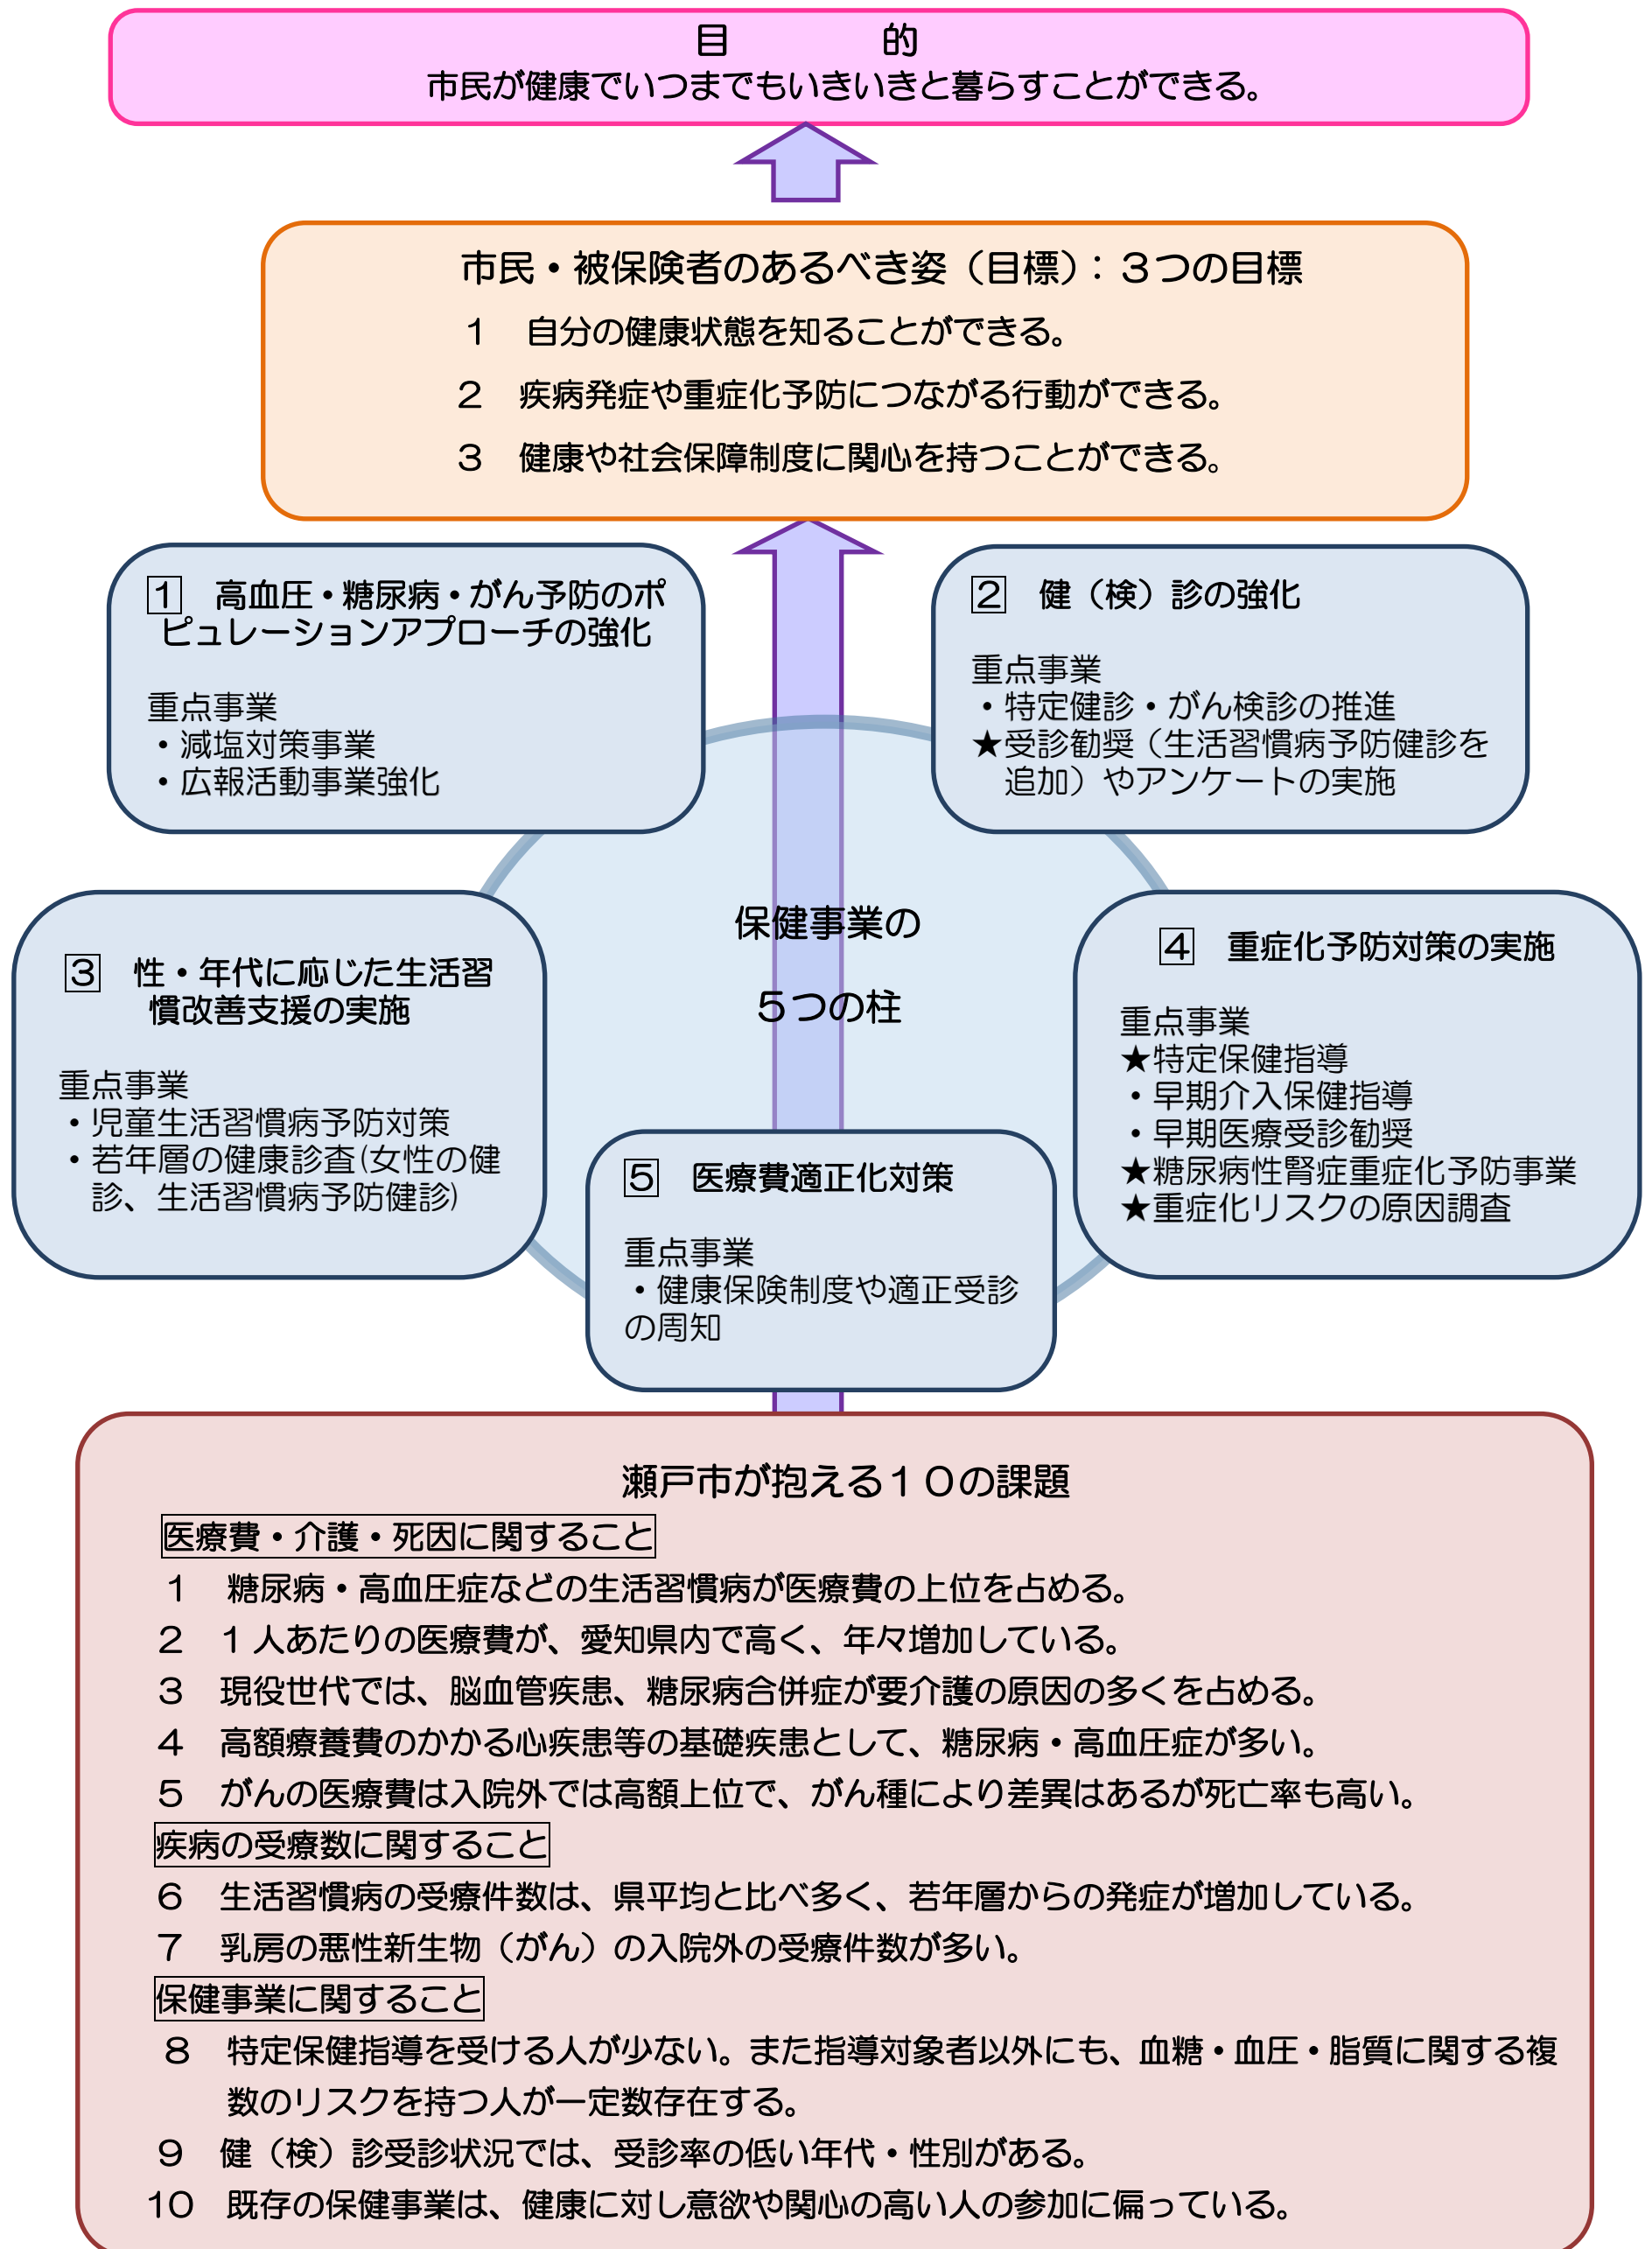 目　　　　的
市民が健康でいつまでもいきいきと暮らすことができる。
市民・被保険者のあるべき姿（目標）：３つの目標
１　自分の健康状態を知ることができる。
２　疾病発症や重症化予防につながる行動ができる。
３　健康や社会保障制度に関心を持つことができる。
1　高血圧・糖尿病・がん予防のポ
ピュレーションアプローチの強化
重点事業
・減塩対策事業
・広報活動事業強化
2　健（検）診の強化
重点事業
・特定健診・がん検診の推進
★受診勧奨（生活習慣病予防健診を
追加）やアンケートの実施
保健事業の
５つの柱
3　性・年代に応じた生活習
慣改善支援の実施
重点事業
・児童生活習慣病予防対策
・若年層の健康診査(女性の健
診、生活習慣病予防健診)
4　重症化予防対策の実施
重点事業
★特定保健指導
・早期介入保健指導
・早期医療受診勧奨
★糖尿病性腎症重症化予防事業
★重症化リスクの原因調査
5　医療費適正化対策
重点事業
・健康保険制度や適正受診
の周知
瀬戸市が抱える１０の課題
医療費・介護・死因に関すること
１　糖尿病・高血圧症などの生活習慣病が医療費の上位を占める。
２　１人あたりの医療費が、愛知県内で高く、年々増加している。
３　現役世代では、脳血管疾患、糖尿病合併症が要介護の原因の多くを占める。
４　高額療養費のかかる心疾患等の基礎疾患として、糖尿病・高血圧症が多い。
５　がんの医療費は入院外では高額上位で、がん種により差異はあるが死亡率も高い。
疾病の受療数に関すること
６　生活習慣病の受療件数は、県平均と比べ多く、若年層からの発症が増加している。
７　乳房の悪性新生物（がん）の入院外の受療件数が多い。
保健事業に関すること
８　特定保健指導を受ける人が少ない。また指導対象者以外にも、血糖・血圧・脂質に関する複
数のリスクを持つ人が一定数存在する。
９　健（検）診受診状況では、受診率の低い年代・性別がある。
10　既存の保健事業は、健康に対し意欲や関心の高い人の参加に偏っている。